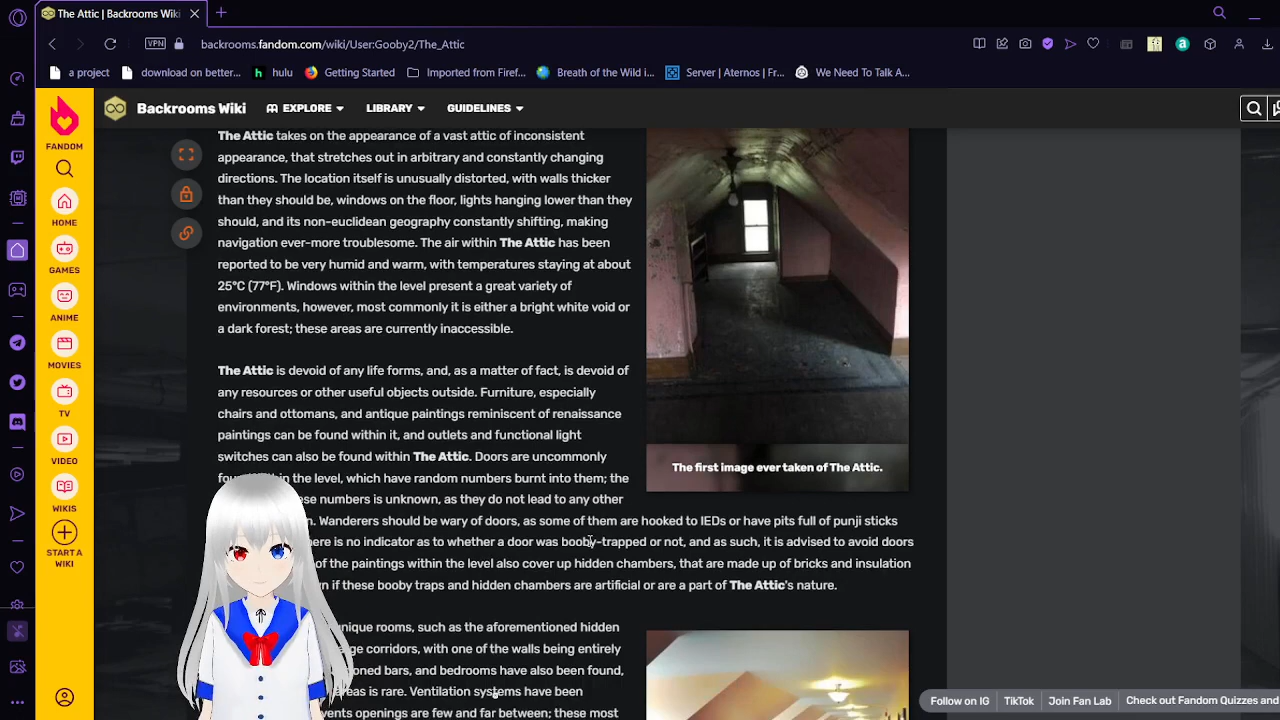 The Attic | Backrooms Wiki
VPN
backrooms.fandom.com/wiki/User:Gooby2/The_Attic
a project
download on better...
hulu
Getting Started
Imported from Firef...
Breath of the Wild i...
Server | Aternos | Fr...
We Need To Talk A...
FANDOM
HOME
GAMES
ANIME
MOVIES
TV
VIDEO
WIKIS
START A
WIKI
Backrooms Wiki
EXPLORE
LIBRARY
GUIDELINES
The Attic takes on the appearance of a vast attic of inconsistent
appearance, that stretches out in arbitrary and constantly changing
directions. The location itself is unusually distorted, with walls thicker
than they should be, windows on the floor, lights hanging lower than they
should, and its non-euclidean geography constantly shifting, making
navigation ever-more troublesome. The air within The Attic has been
reported to be very humid and warm, with temperatures staying at about
25°C (77°F). Windows within the level present a great variety of
environments, however, most commonly it is either a bright white void or
a dark forest; these areas are currently inaccessible.
The Attic is devoid of any life forms, and, as a matter of fact, is devoid of
any resources or other useful objects outside. Furniture, especially
chairs and ottomans, and antique paintings reminiscent of renaissance
paintings can be found within it, and outlets and functional light
switches can also be found within The Attic. Doors are uncommonly
the level, which have random numbers burnt into them; the
these numbers is unknown, as they do not lead to any other
Wanderers should be wary of doors, as some of them are hooked to IEDs or have pits full of punji sticks
there is no indicator as to whether a door was booby-trapped or not, and as such, it is advised to avoid doors
of the paintings within the level also cover up hidden chambers, that are made up of bricks and insulation
if these booby traps and hidden chambers are artificial or are a part of The Attic's nature.
The first image ever taken of The Attic.
unique rooms, such as the aforementioned hidden
corridors, with one of the walls being entirely
bars, and bedrooms have also been found,
areas is rare. Ventilation systems have been
vents openings are few and far between; these most
Follow on IG
TikTok
Join Fan Lab
Check out Fandom Quizzes and